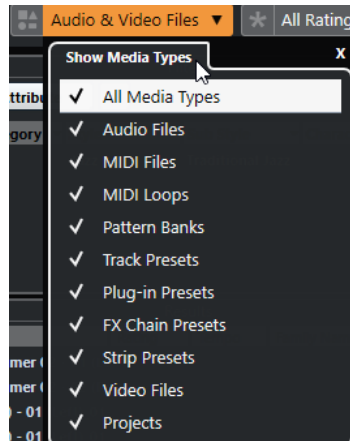 Audio & Video Files ▼ All Rating
Show Media Types X
All Media Types
Audio Files
MIDI Files
MIDI Loops
Pattern Banks
Track Presets
Plug-in Presets
FX Chain Presets
Strip Presets
Video Files
Projects
ttribu
gory
mer
mer
- 01
- 01